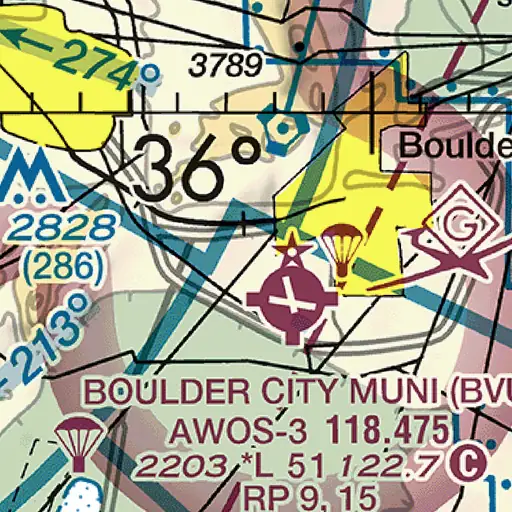 274°
3789
36°
Boulde
G
2828
(286)
213°
BOULDER CITY MUNI (BVU
AWOS-3 118.475
2203 *L 51 122.7 C
RP 9, 15